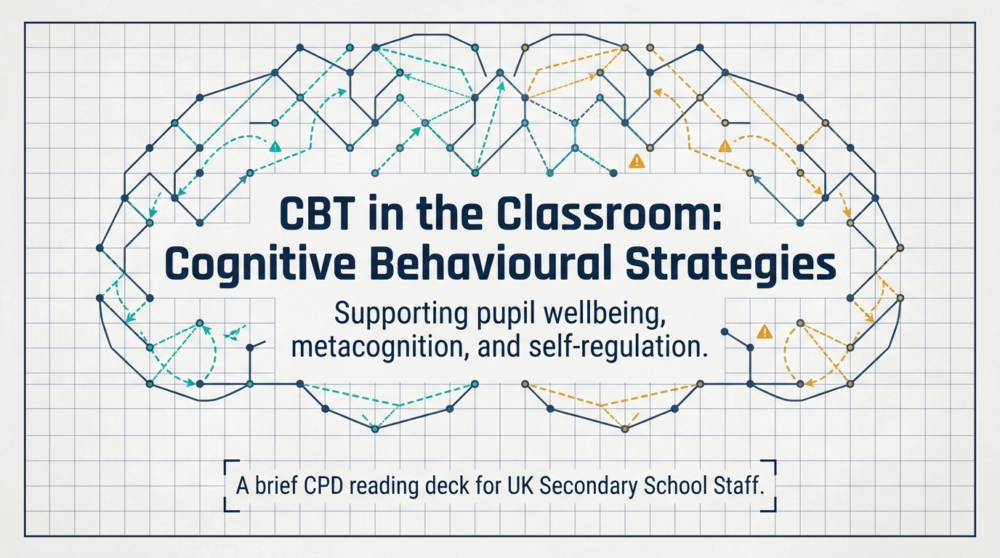 CBT in the Classroom:
Cognitive Behavioural Strategies
Supporting pupil wellbeing,
metacognition, and self-regulation.
A brief CPD reading deck for UK Secondary School Staff.